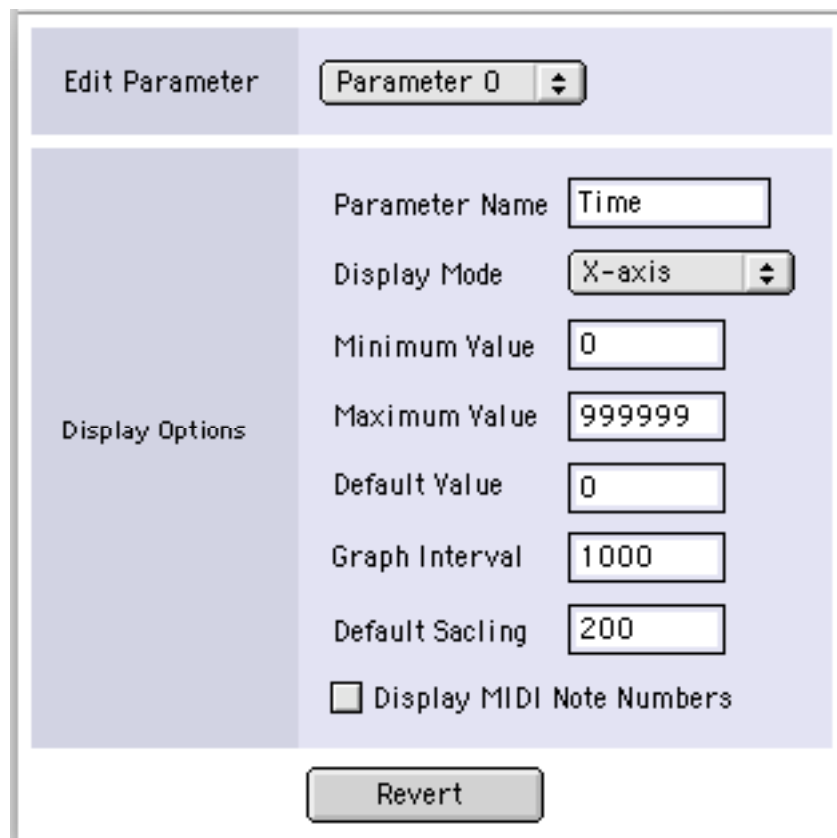 Edit Parameter Parameter 0
Parameter Name Time
Display Mode X-axis
Minimum Value 0
Maximum Value 999999
Display Options
Default Value 0
Graph Interval 1000
Default Sacling 200
Display MIDI Note Numbers
Revert